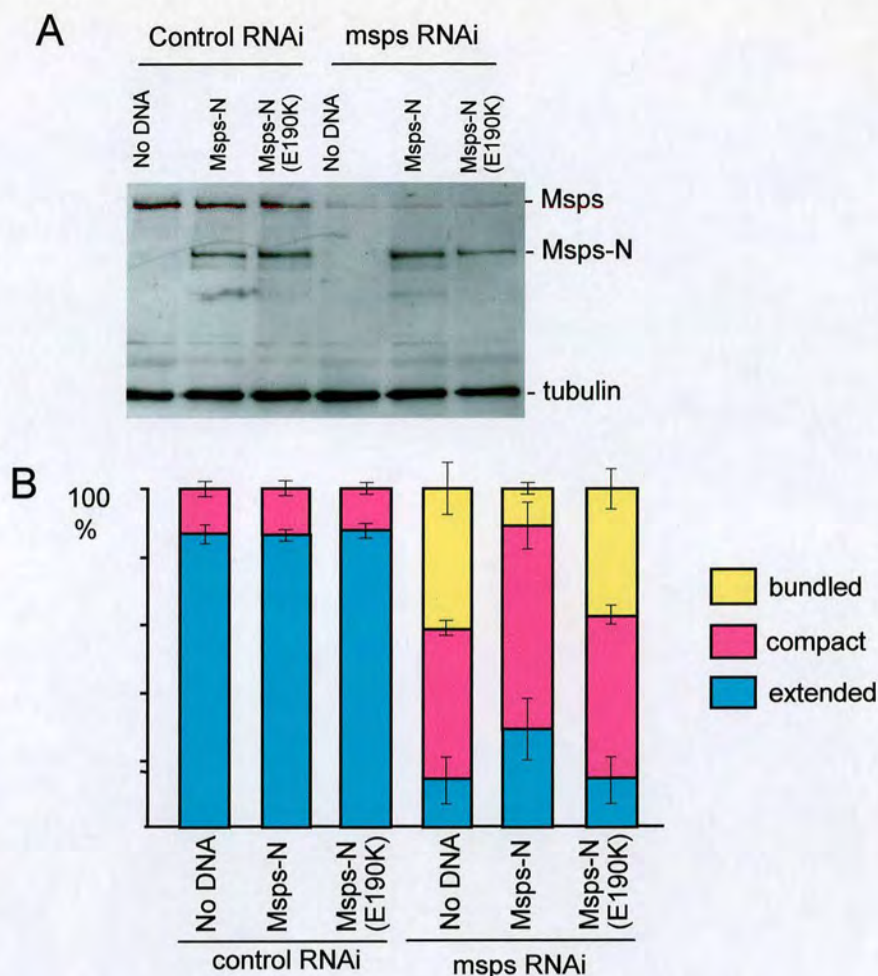 A
Control RNAi
msps RNAi
No DNA
Msps-N
Msps-N
(E190K)
No DNA
Msps-N
Msps-N
(E190K)
- Msps
- Msps-N
- tubulin
B
100
%
bundled
compact
extended
No DNA
Msps-N
Msps-N
(E190K)
No DNA
Msps-N
Msps-N
(E190K)
control RNAi
msps RNAi